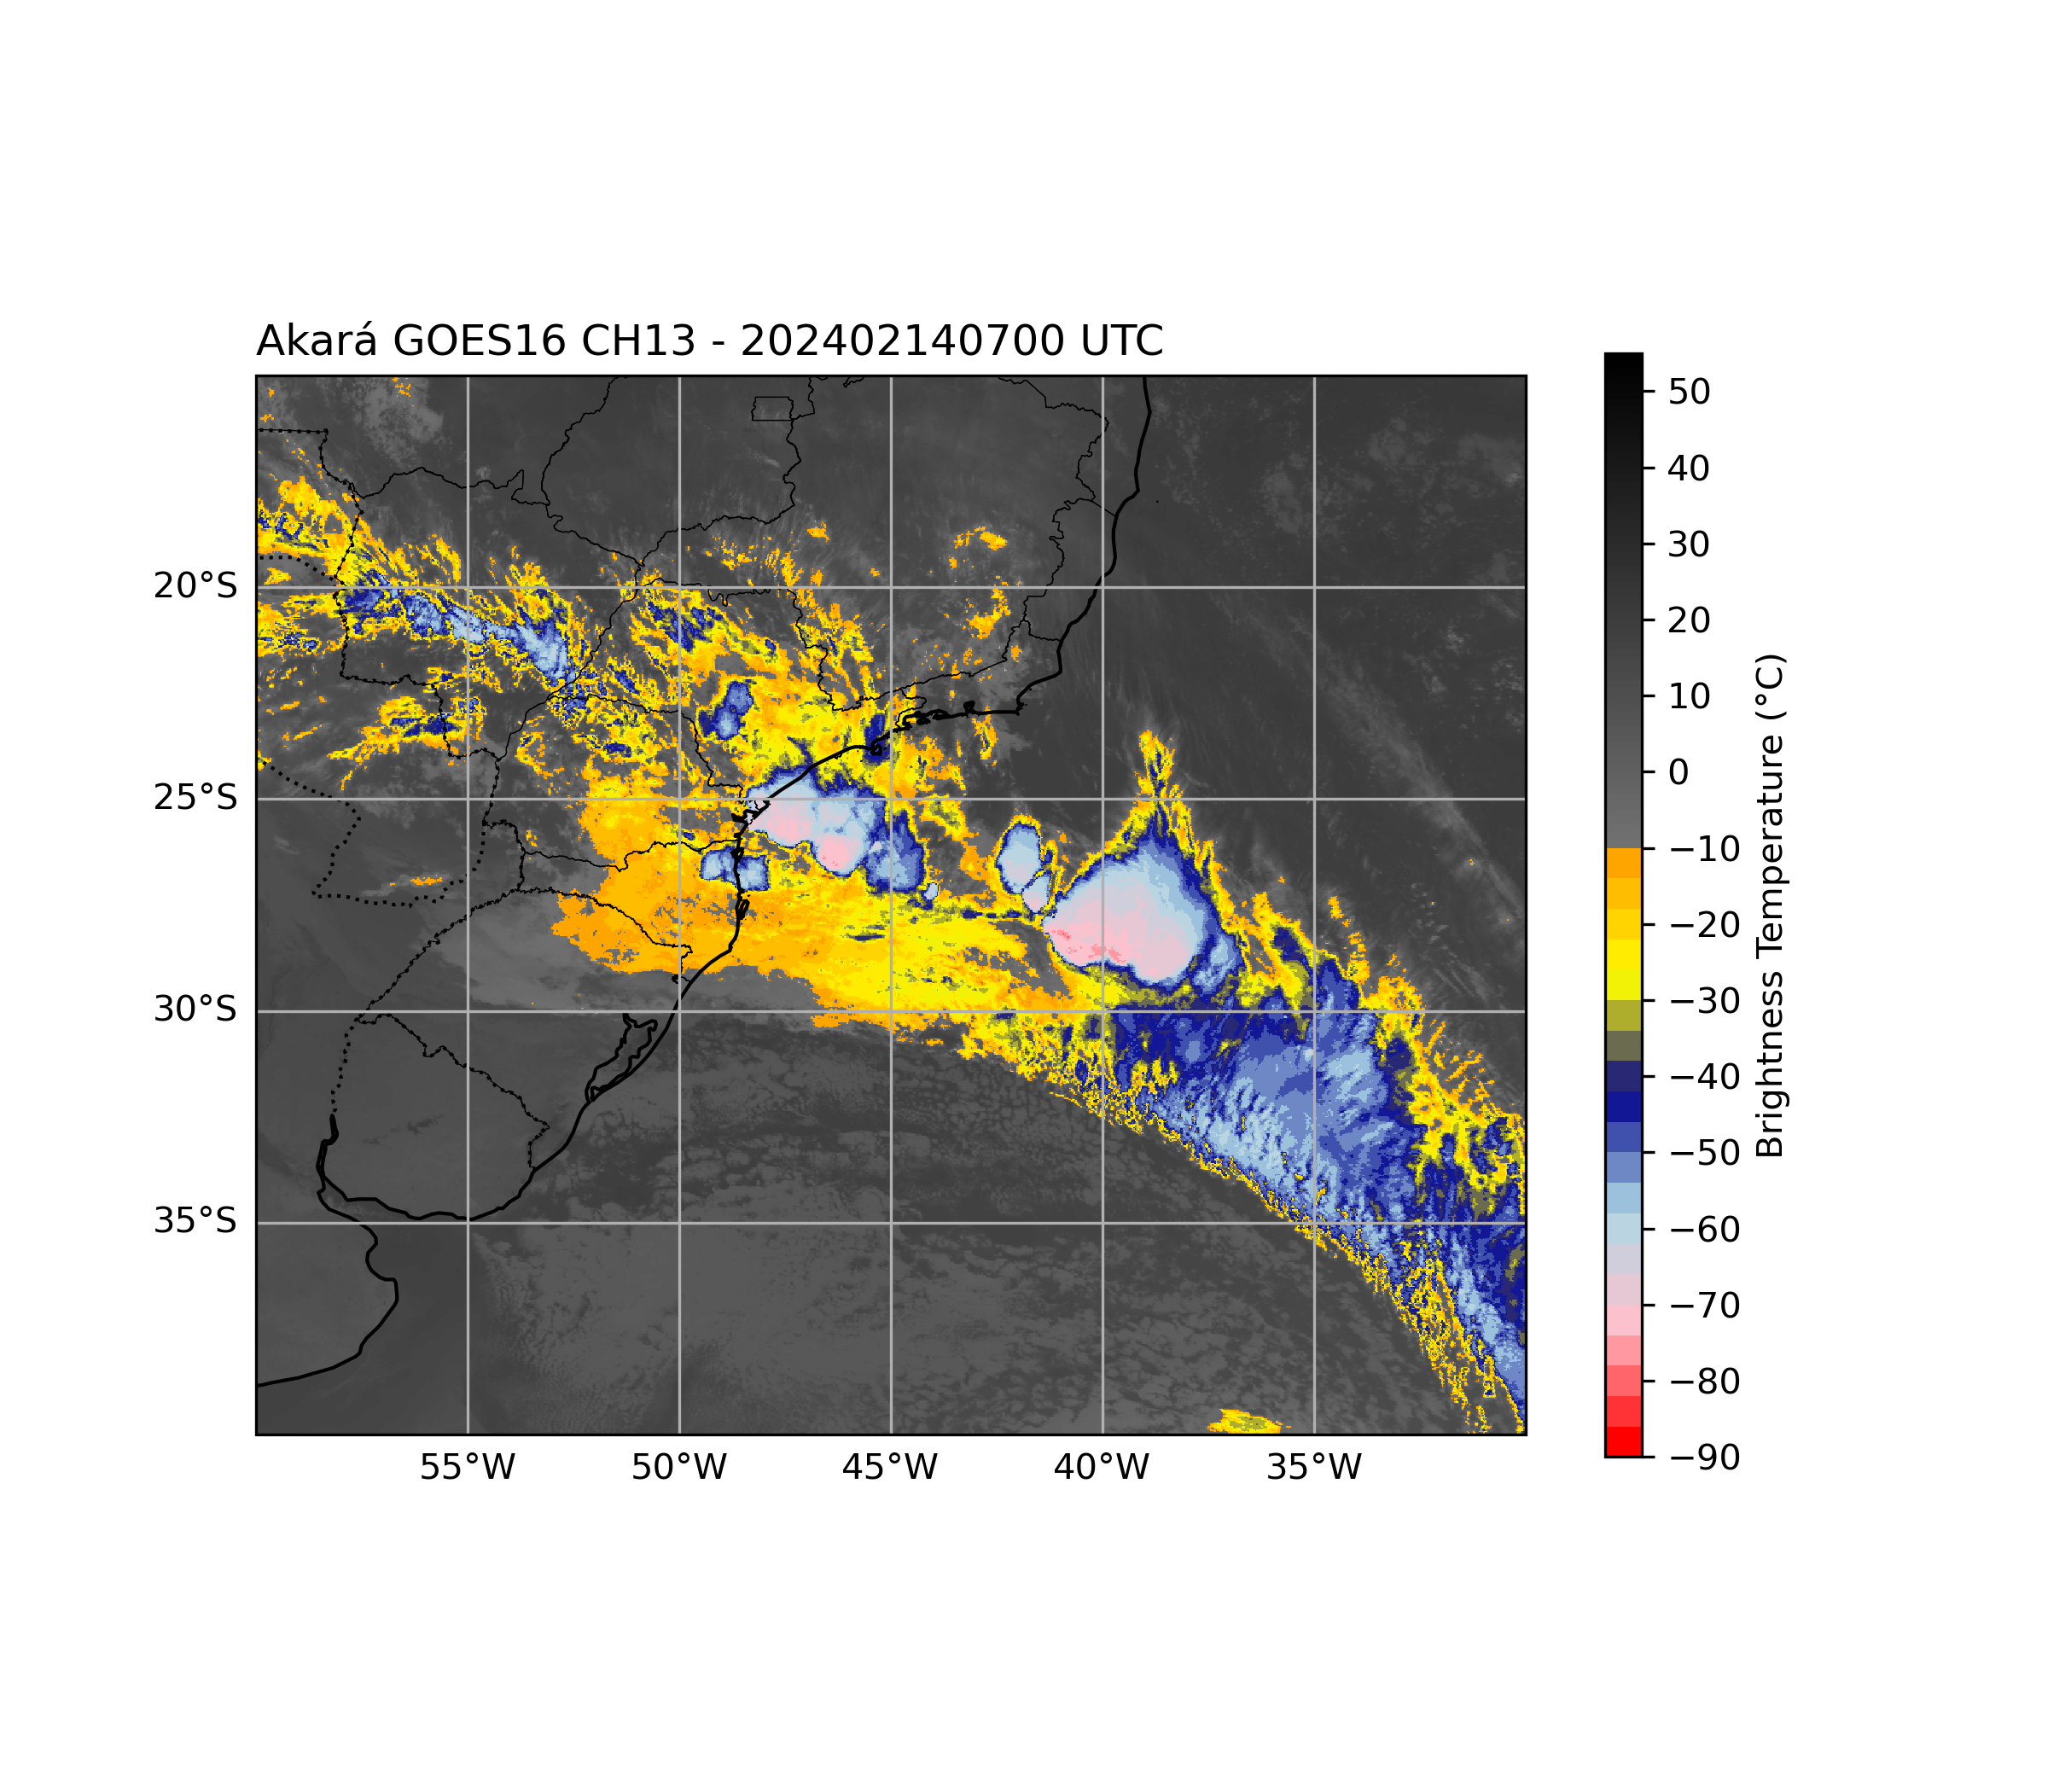 Akará GOES16 CH13 - 202402140700 UTC
20°S
25°S
30°S
35°S
55°W
50°W
45°W
40°W
35°W
50
40
30
20
10
0
−10
−20
−30
−40
−50
−60
−70
−80
−90
Brightness Temperature (°C)